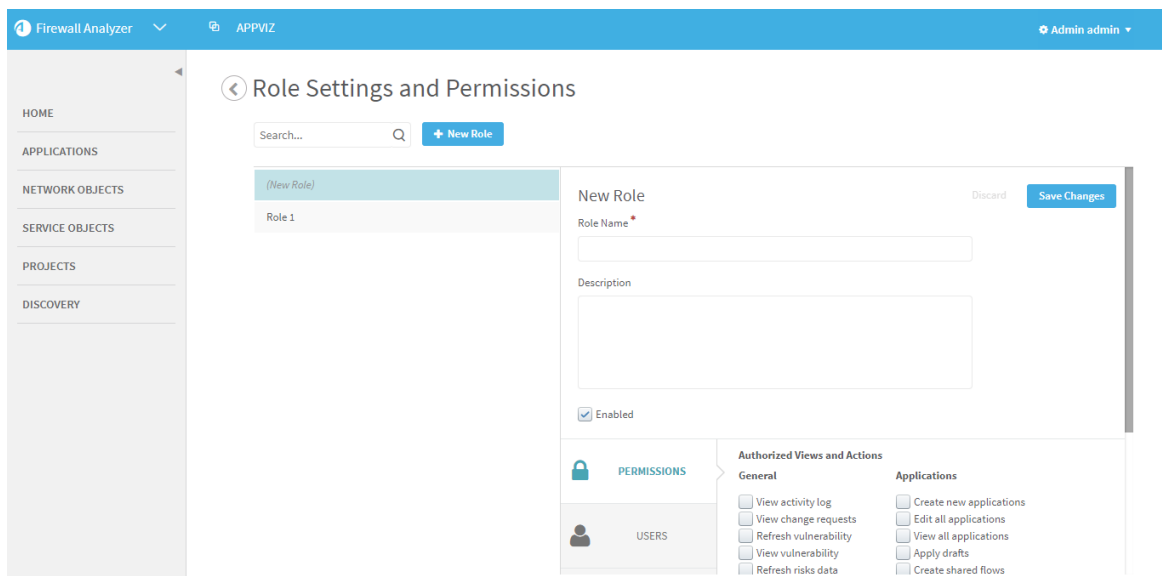 Firewall Analyzer
APPVIZ
Admin admin
HOME
APPLICATIONS
NETWORK OBJECTS
SERVICE OBJECTS
PROJECTS
DISCOVERY
Role Settings and Permissions
Search...
+ New Role
(New Role)
Role 1
New Role
Discard
Save Changes
Role Name *
Description
Enabled
PERMISSIONS
USERS
Authorized Views and Actions
General
View activity log
View change requests
Refresh vulnerability
View vulnerability
Refresh risks data
Applications
Create new applications
Edit all applications
View all applications
Apply drafts
Create shared flows